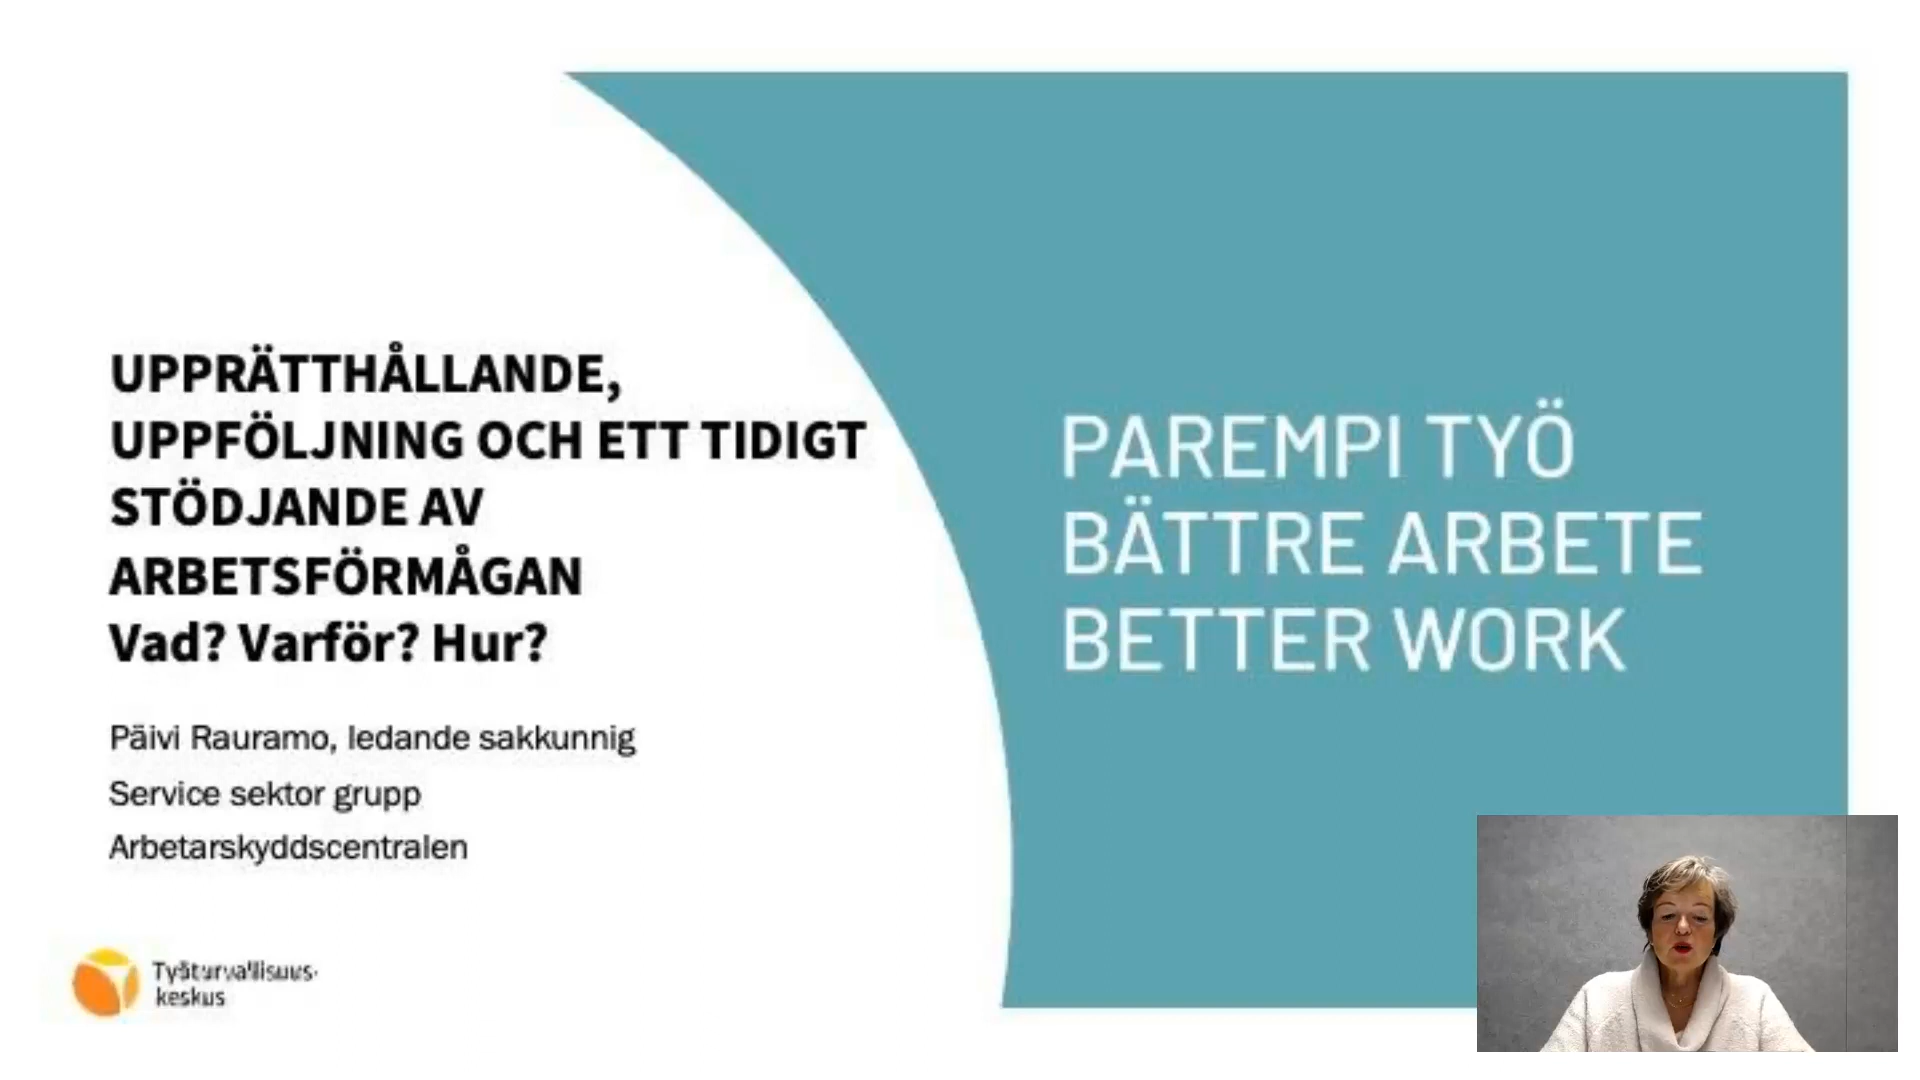 UPPRÄTTHÅLLANDE,
UPPFÖLJNING OCH ETT TIDIGT
STÖDJANDE AV
ARBETSFÖRMÅGAN
Vad? Varför? Hur?
Päivi Rauramo, ledande sakkunnig
Service sektor grupp
Arbetarskyddscentralen
Työturvallisuus-
keskus
PAREMPI TYÖ
BÄTTRE ARBETE
BETTER WORK